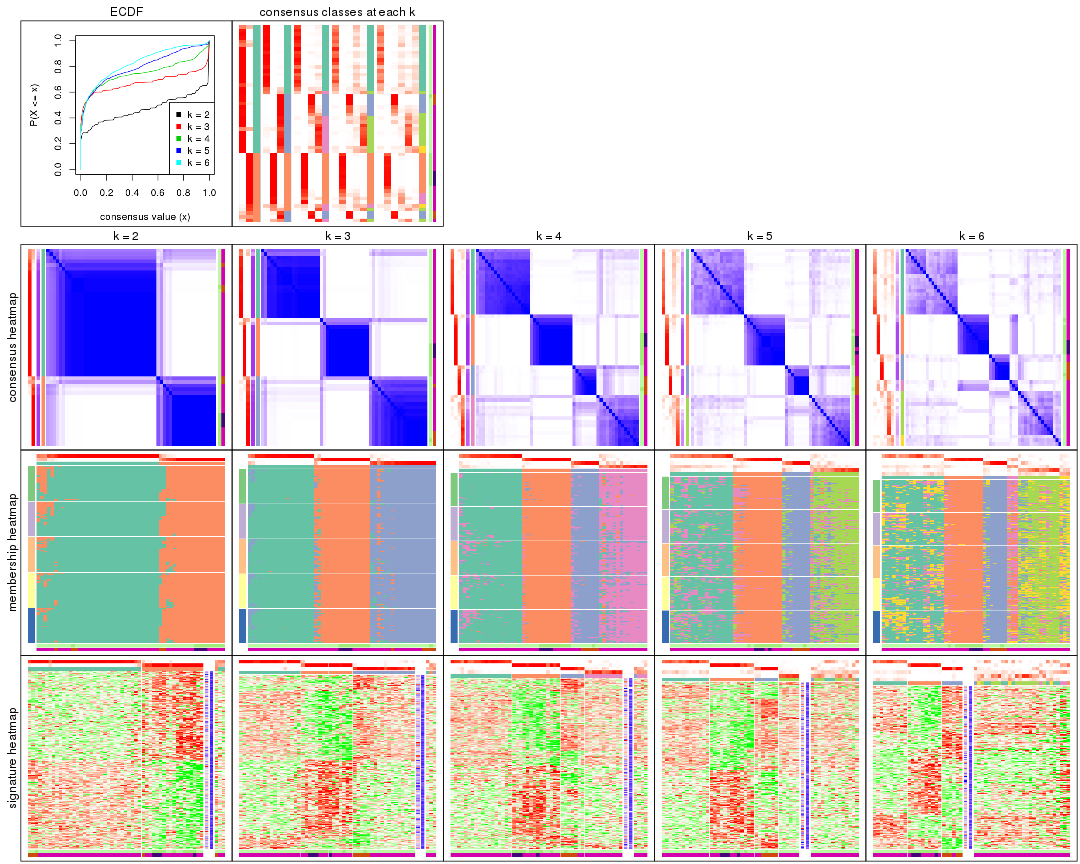 ECDF
consensus classes at each k
P(X <= x)
0.0 0.2 0.4 0.6 0.8 1.0
k = 2
k = 3
k = 4
k = 5
k = 6
0.0 0.2 0.4 0.6 0.8 1.0
consensus value (x)
k = 2
k = 3
k = 4
k = 5
k = 6
consensus heatmap
membership heatmap
signature heatmap